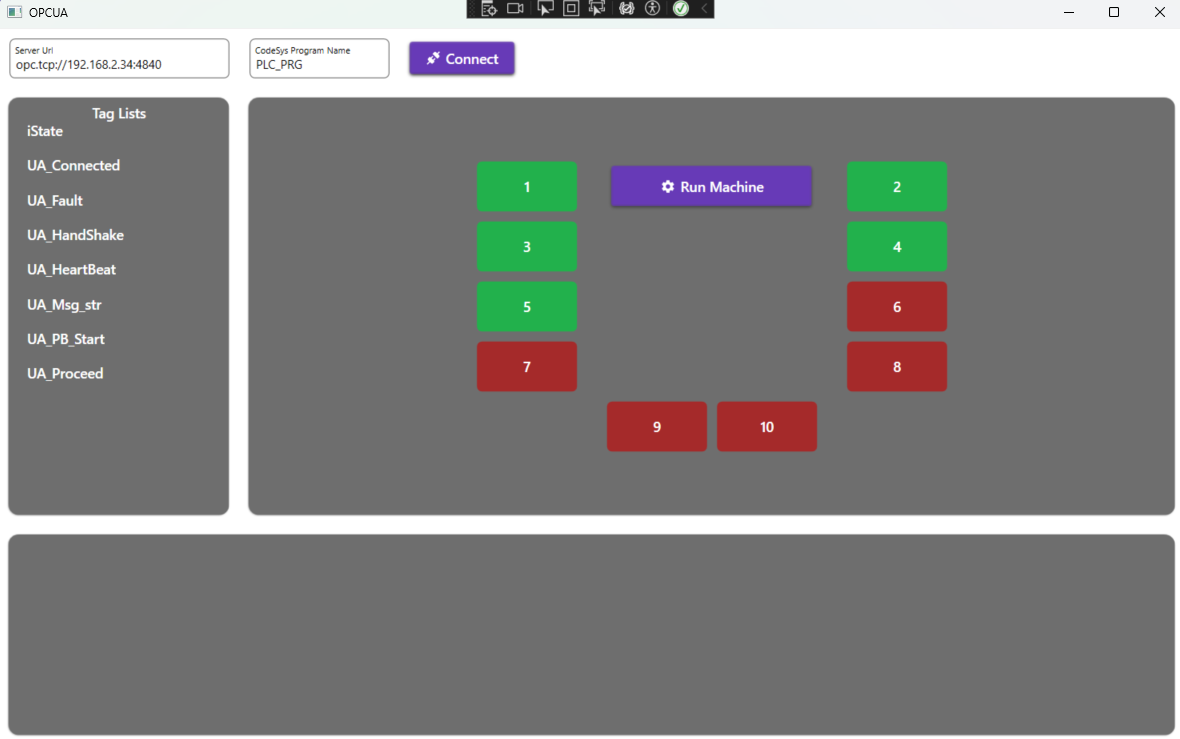 OPCUA
Server Url
opc.tcp://192.168.2.34:4840
CodeSys Program Name
PLC_PRG
Connect
Tag Lists
iState
UA_Connected
UA_Fault
UA_HandShake
UA_HeartBeat
UA_Msg_str
UA_PB_Start
UA_Proceed
1
Run Machine
2
3
4
5
6
7
8
9
10